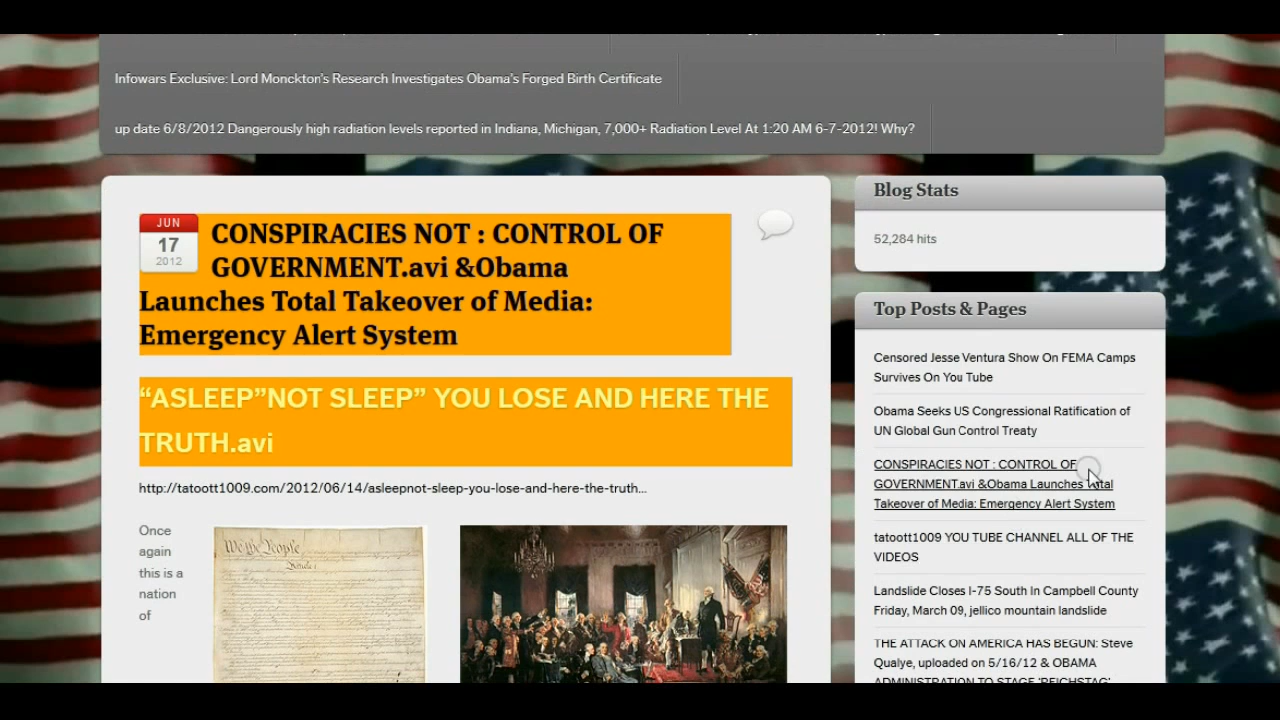 Infowars Exclusive: Lord Monckton's Research Investigates Obama's Forged Birth Certificate
up date 6/8/2012 Dangerously high radiation levels reported in Indiana, Michigan, 7,000+ Radiation Level At 1:20 AM 6-7-2012! Why?
JUN
17
2012
CONSPIRACIES NOT : CONTROL OF
GOVERNMENT.avi &Obama
Launches Total Takeover of Media:
Emergency Alert System
“ASLEEP”NOT SLEEP” YOU LOSE AND HERE THE
TRUTH.avi
http://tatoott1009.com/2012/06/14/asleepnot-sleep-you-lose-and-here-the-truth...
Once
again
this is a
nation
of
We the People
Article I
Blog Stats
52,284 hits
Top Posts & Pages
Censored Jesse Ventura Show On FEMA Camps
Survives On You Tube
Obama Seeks US Congressional Ratification of
UN Global Gun Control Treaty
CONSPIRACIES NOT : CONTROL OF
GOVERNMENT.avi &Obama Launches Total
Takeover of Media: Emergency Alert System
tatoott1009 YOU TUBE CHANNEL ALL OF THE
VIDEOS
Landslide Closes I-75 South In Campbell County
Friday, March 09, jellico mountain landslide
THE ATTACK ON AMERICA HAS BEGUN: Steve
Qualye, uploaded on 5/16/12 & OBAMA
ADMINISTRATION TO STAGE 'REICHSTAG'